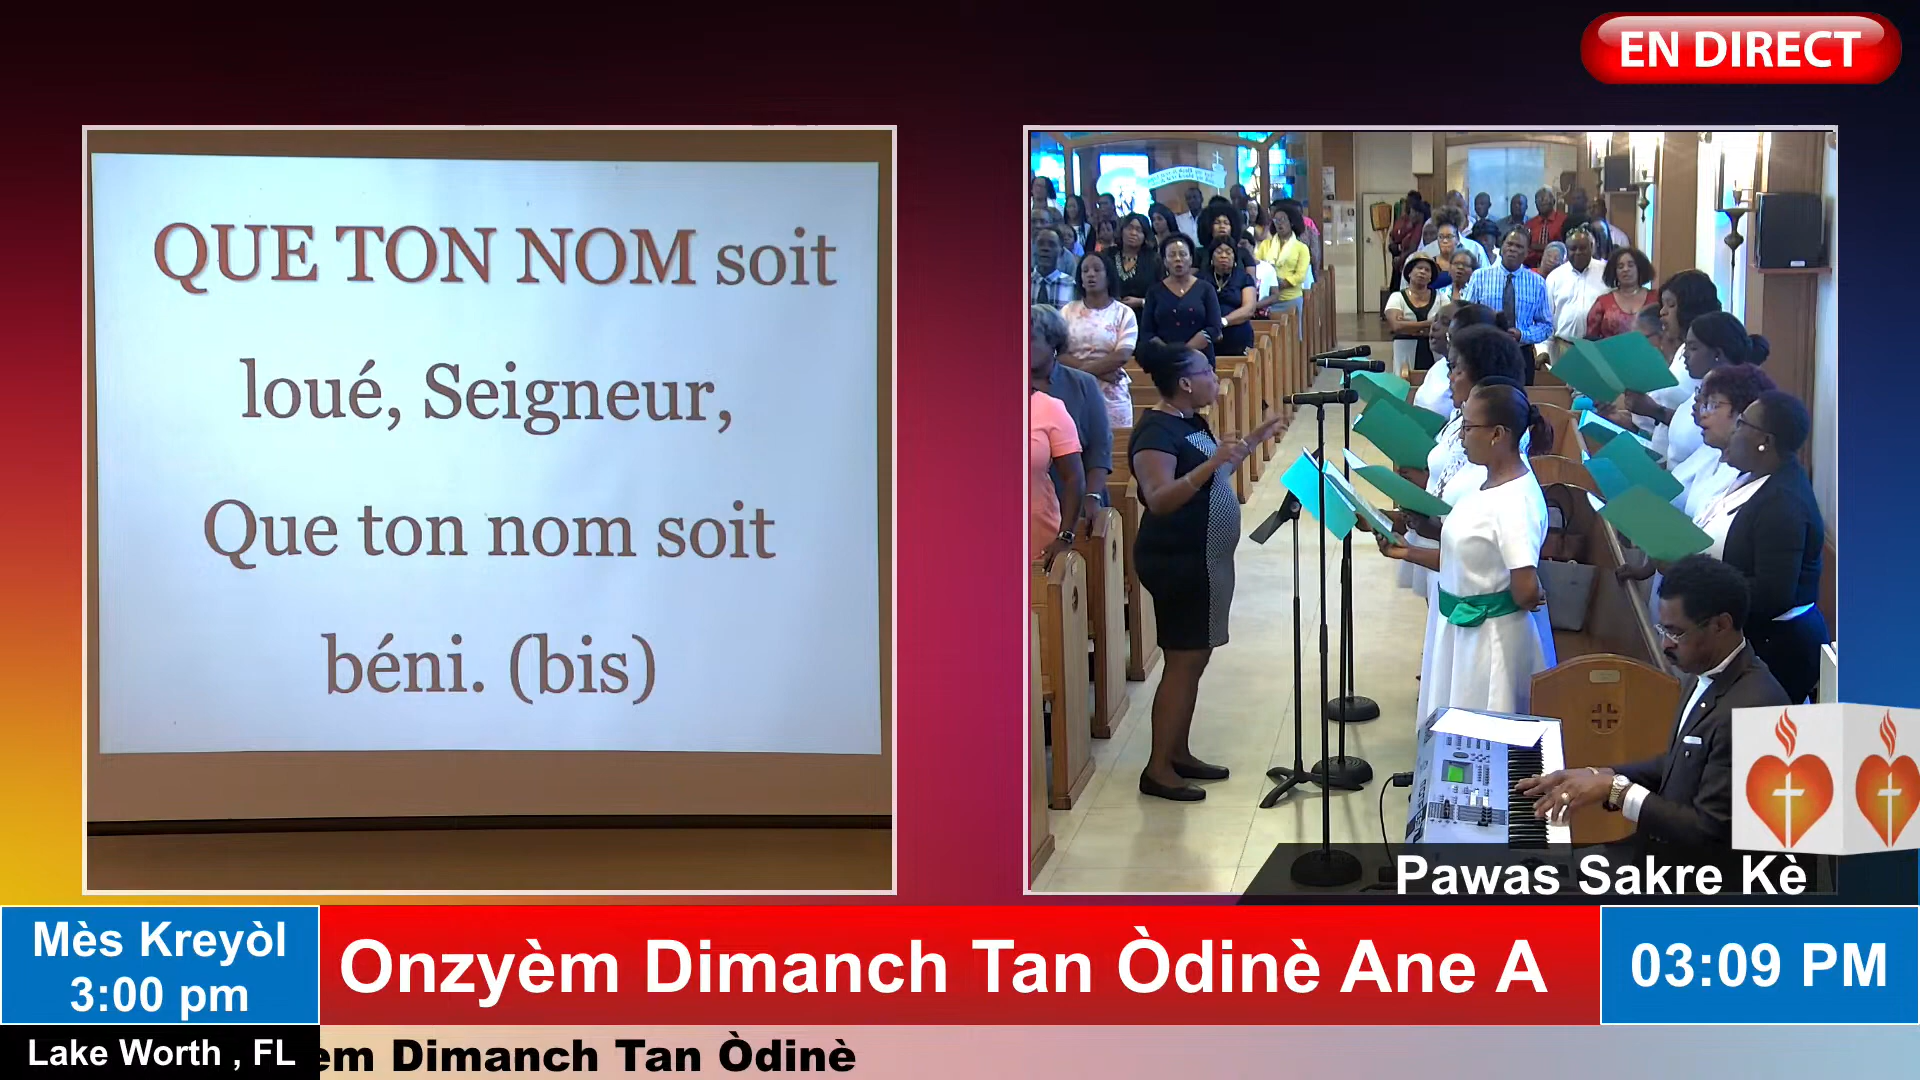 EN DIRECT
QUE TON NOM soit
loué, Seigneur,
Que ton nom soit
béni. (bis)
Pawas Sakre Kè
Mès Kreyòl
3:00 pm
Onzyèm Dimanch Tan Òdinè Ane A
03:09 PM
Lake Worth , FL
èm Dimanch Tan Òdinè